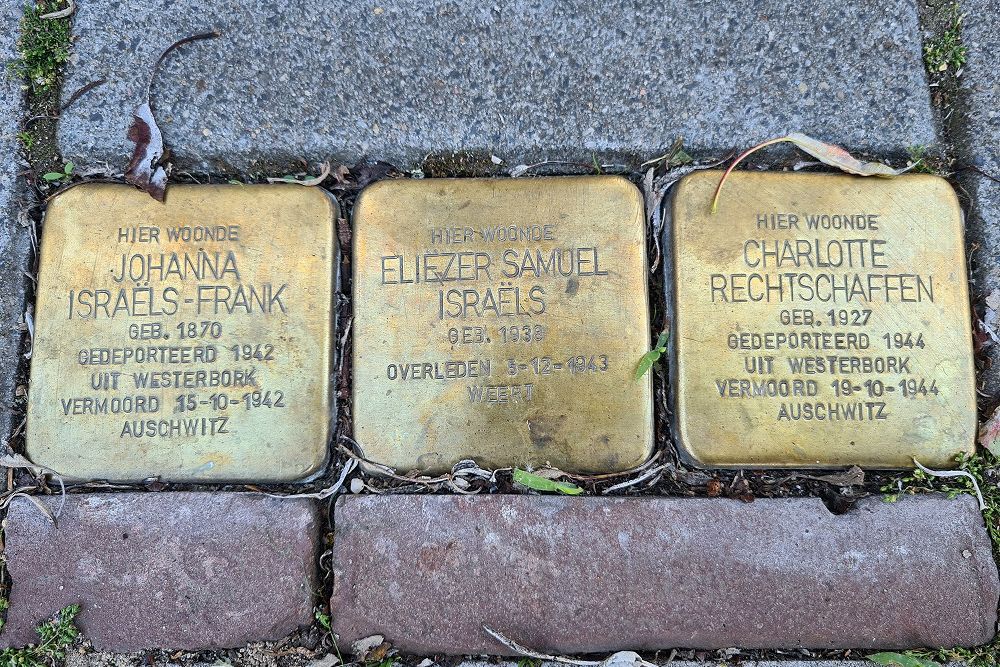 HIER WOONDE
JOHANNA
ISRAËLS-FRANK
GEB. 1870
GEDEPORTEERD 1942
UIT WESTERBORK
VERMOORD 15-10-1942
AUSCHWITZ
HIER WOONDE
ELIEZER SAMUEL
ISRAËLS
GEB. 1938
OVERLEDEN 3-12-1943
WEERT
HIER WOONDE
CHARLOTTE
RECHTSCHAFFEN
GEB. 1927
GEDEPORTEERD 1944
UIT WESTERBORK
VERMOORD 19-10-1944
AUSCHWITZ